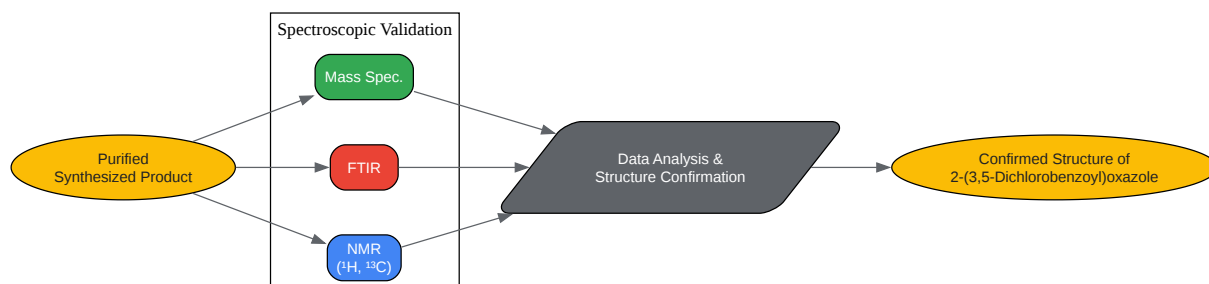 Spectroscopic Validation
Mass Spec.
Purified
Synthesized Product
FTIR
Data Analysis &
Structure Confirmation
Confirmed Structure of
2-(3,5-Dichlorobenzoyl)oxazole
NMR
(¹H, ¹³C)